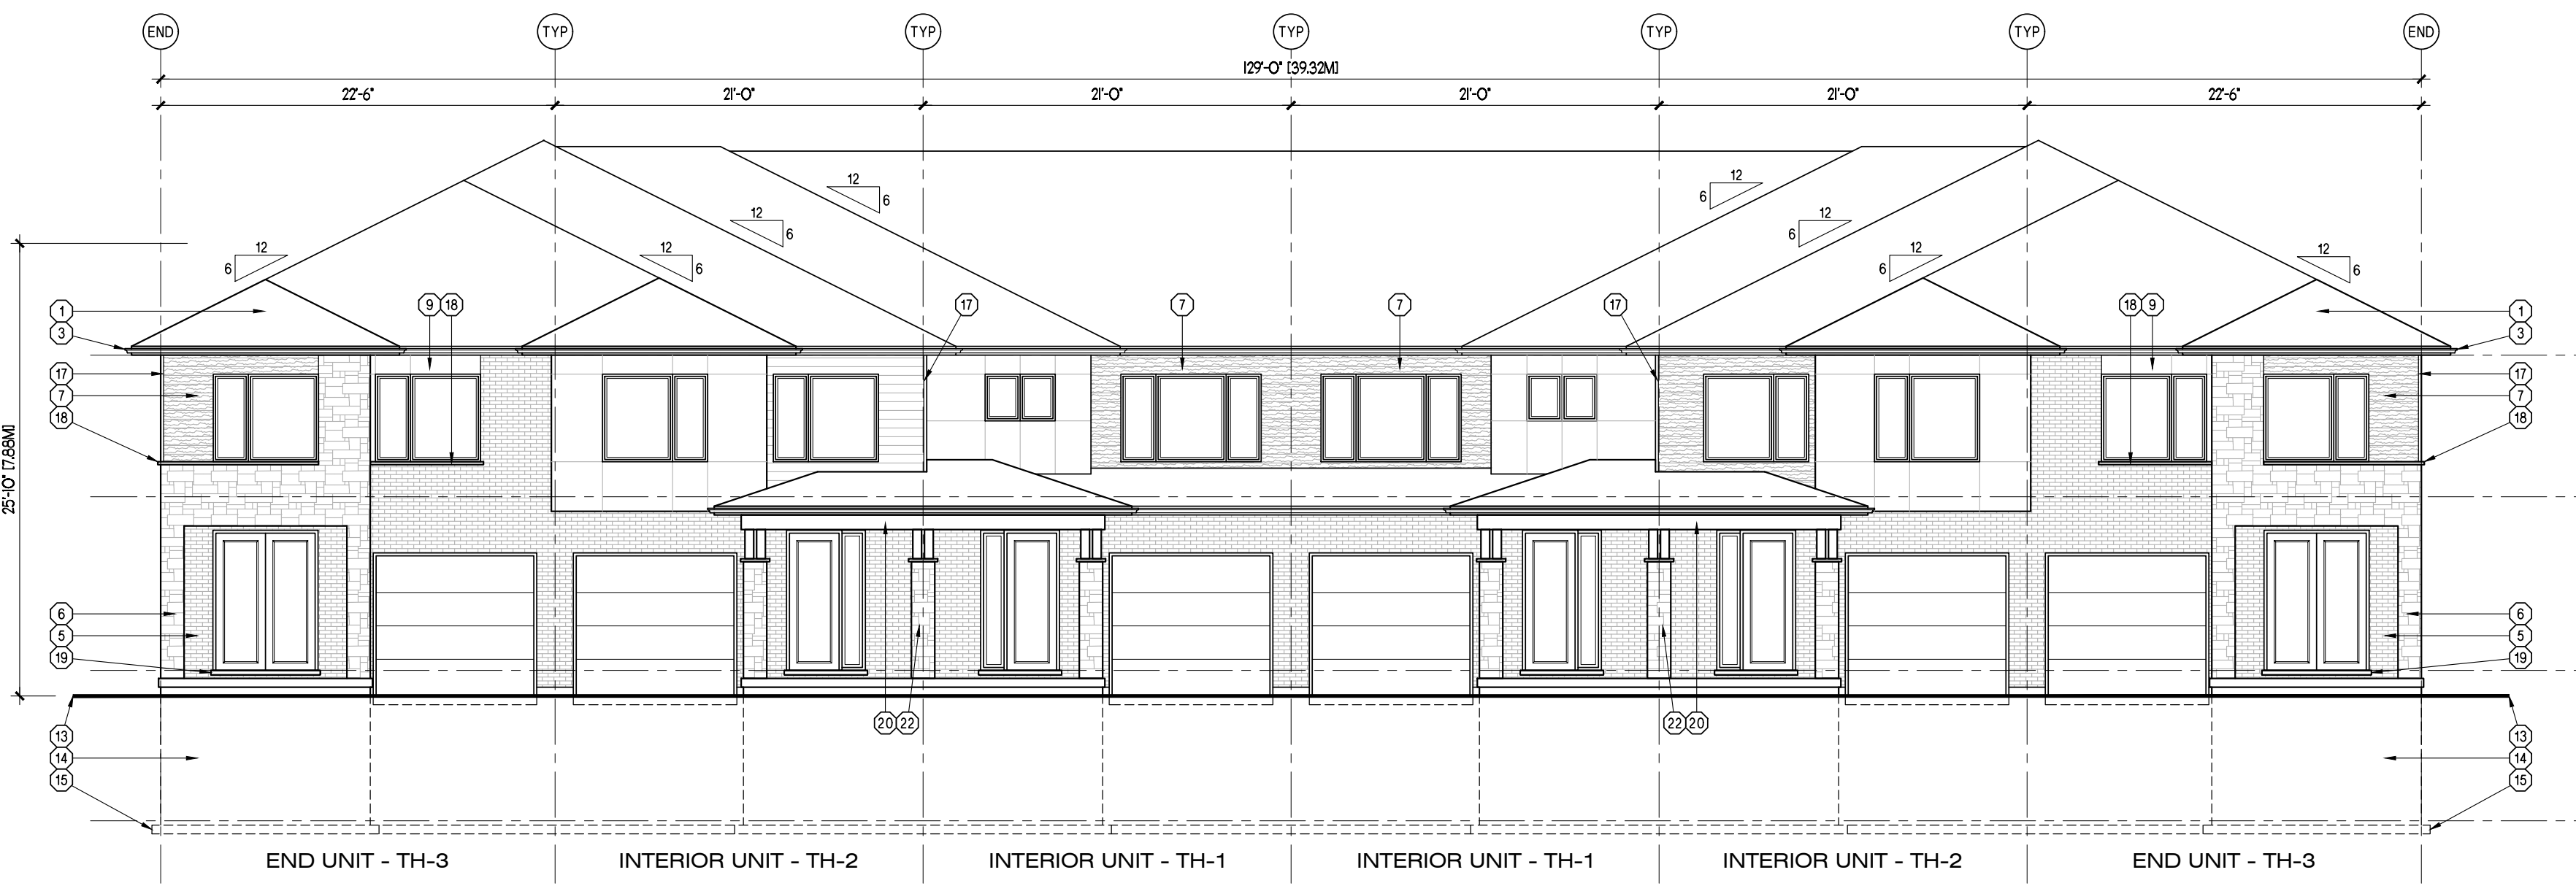 END TYP TYP TYP TYP TYP END
129'-0" [39.32M]
22'-6" 21'-0" 21'-0" 21'-0" 21'-0" 22'-6"
12 12
6 6
12 12
6 6
12 12 12 12
6 6 6 6
9 18 17 7 7 17 18 9
1 1
3 3
17 17
7 7
18 18
25'-10" [7.88M]
6 6
5 5
19 19
20 22 22 20
13 13
14 14
15 15
END UNIT - TH-3 INTERIOR UNIT - TH-2 INTERIOR UNIT - TH-1 INTERIOR UNIT - TH-1 INTERIOR UNIT - TH-2 END UNIT - TH-3